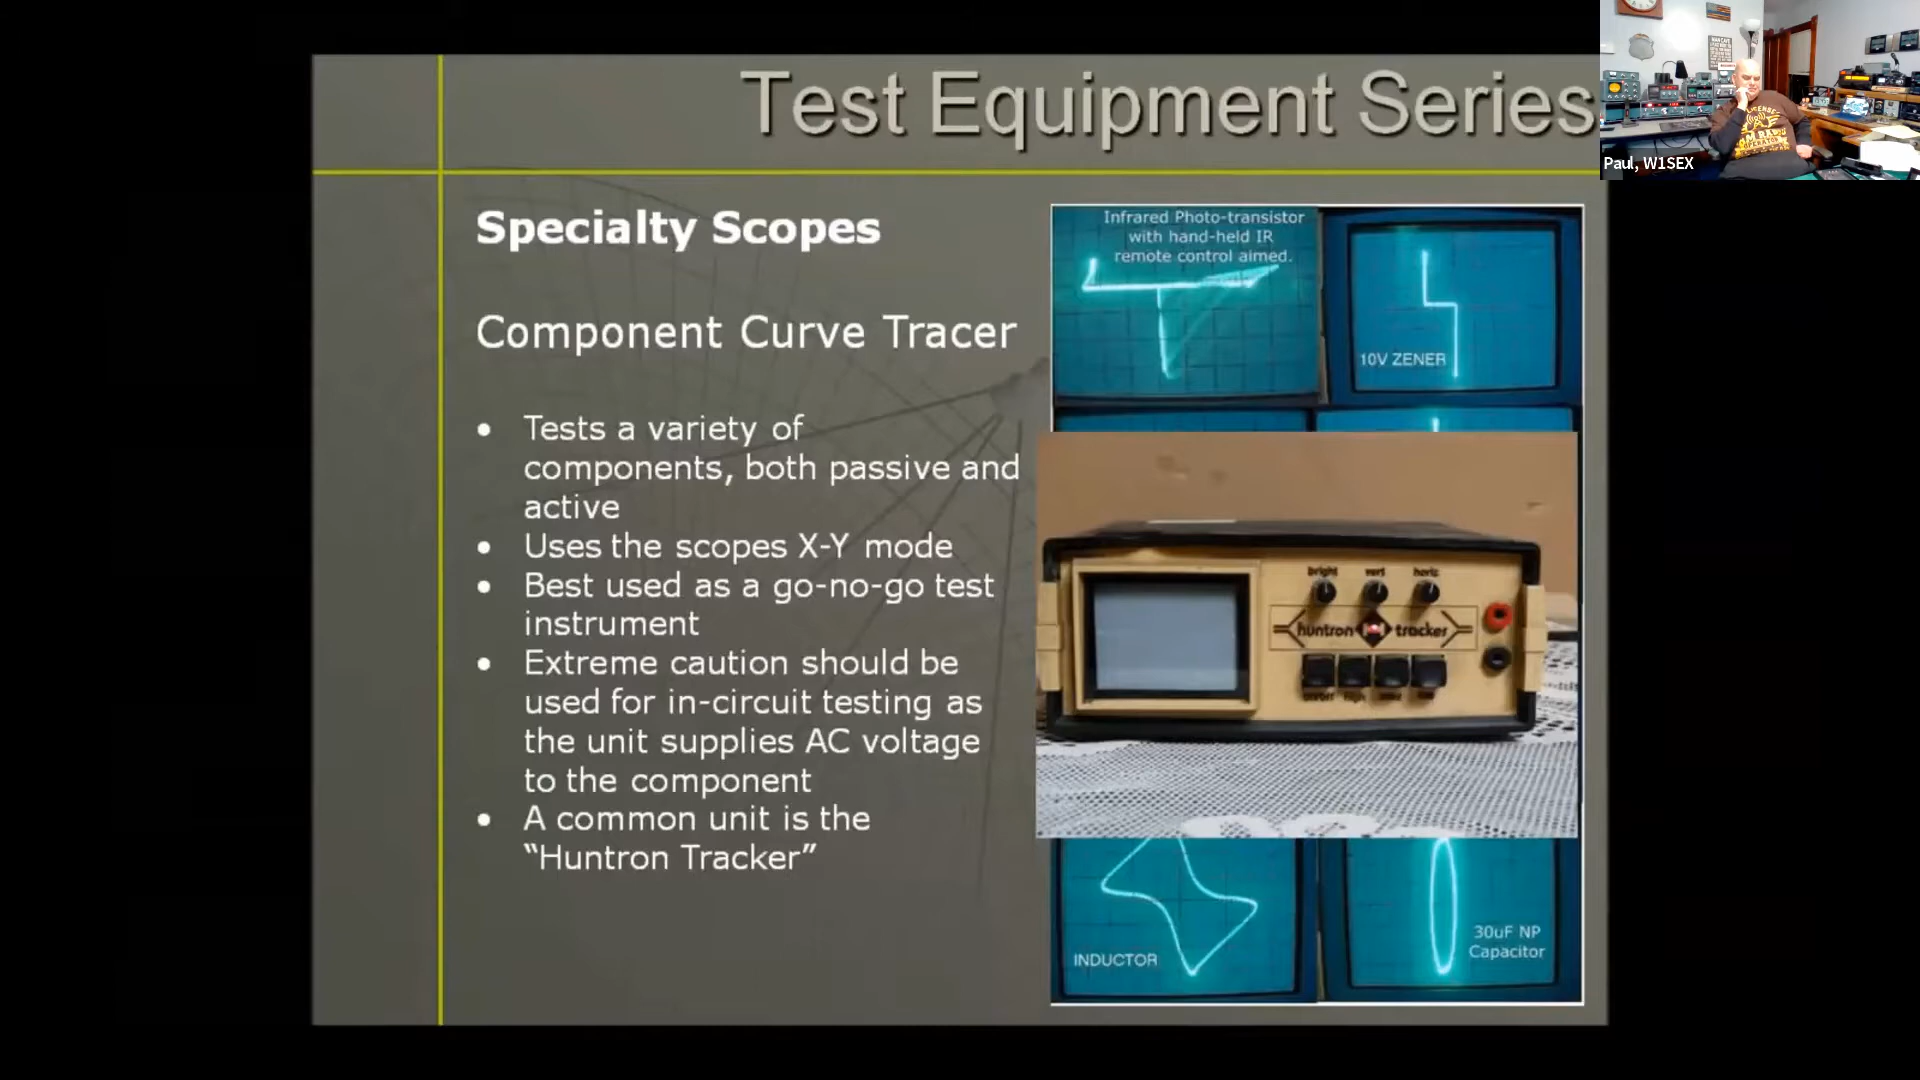 Test Equipment Series
Paul, W1SEX
Specialty Scopes
Component Curve Tracer
• Tests a variety of
components, both passive and
active
• Uses the scopes X-Y mode
• Best used as a go-no-go test
instrument
• Extreme caution should be
used for in-circuit testing as
the unit supplies AC voltage
to the component
• A common unit is the
“Huntron Tracker”
Infrared Photo-transistor
with hand-held IR
remote control aimed.
10V ZENER
bright vert horiz
huntron tracker
on/off high
INDUCTOR
30uF NP
Capacitor